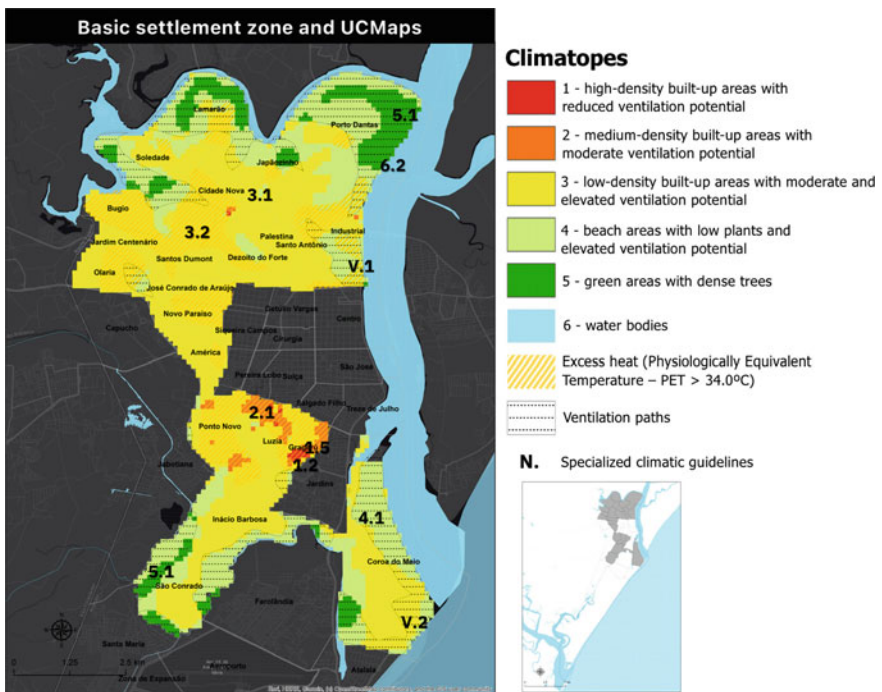 Basic settlement zone and UCMaps
Lamarão
Porto Dantas
5.1
Soledade
Japãozinho
6.2
Cidade Nova
3.1
Bugio
Palestina
Industrial
3.2
Santo Antônio
Jardim Centenário
Santos Dumont
Dezoito do Forte
V.1
Olaria
José Conrado de Araújo
Novo Paraíso
Getúlio Vargas
Centro
Capucho
Siqueira Campos
Cirurgia
América
São José
Pereira Lobo
Suíça
Salgado Filho
Treze de Julho
2.1
Ponto Novo
Luzia
1.5
Jabotiana
1.2
Jardins
Inácio Barbosa
4.1
Coroa do Meio
5.1
São Conrado
Farolândia
V.2
Santa Maria
0
1.25
2.5 km
Aeroporto
Atalaia
Zona de Expansão
Climatopes
1 - high-density built-up areas with
reduced ventilation potential
2 - medium-density built-up areas with
moderate ventilation potential
3 - low-density built-up areas with moderate and
elevated ventilation potential
4 - beach areas with low plants and
elevated ventilation potential
5 - green areas with dense trees
6 - water bodies
Excess heat (Physiologically Equivalent
Temperature – PET > 34.0ºC)
Ventilation paths
N. Specialized climatic guidelines